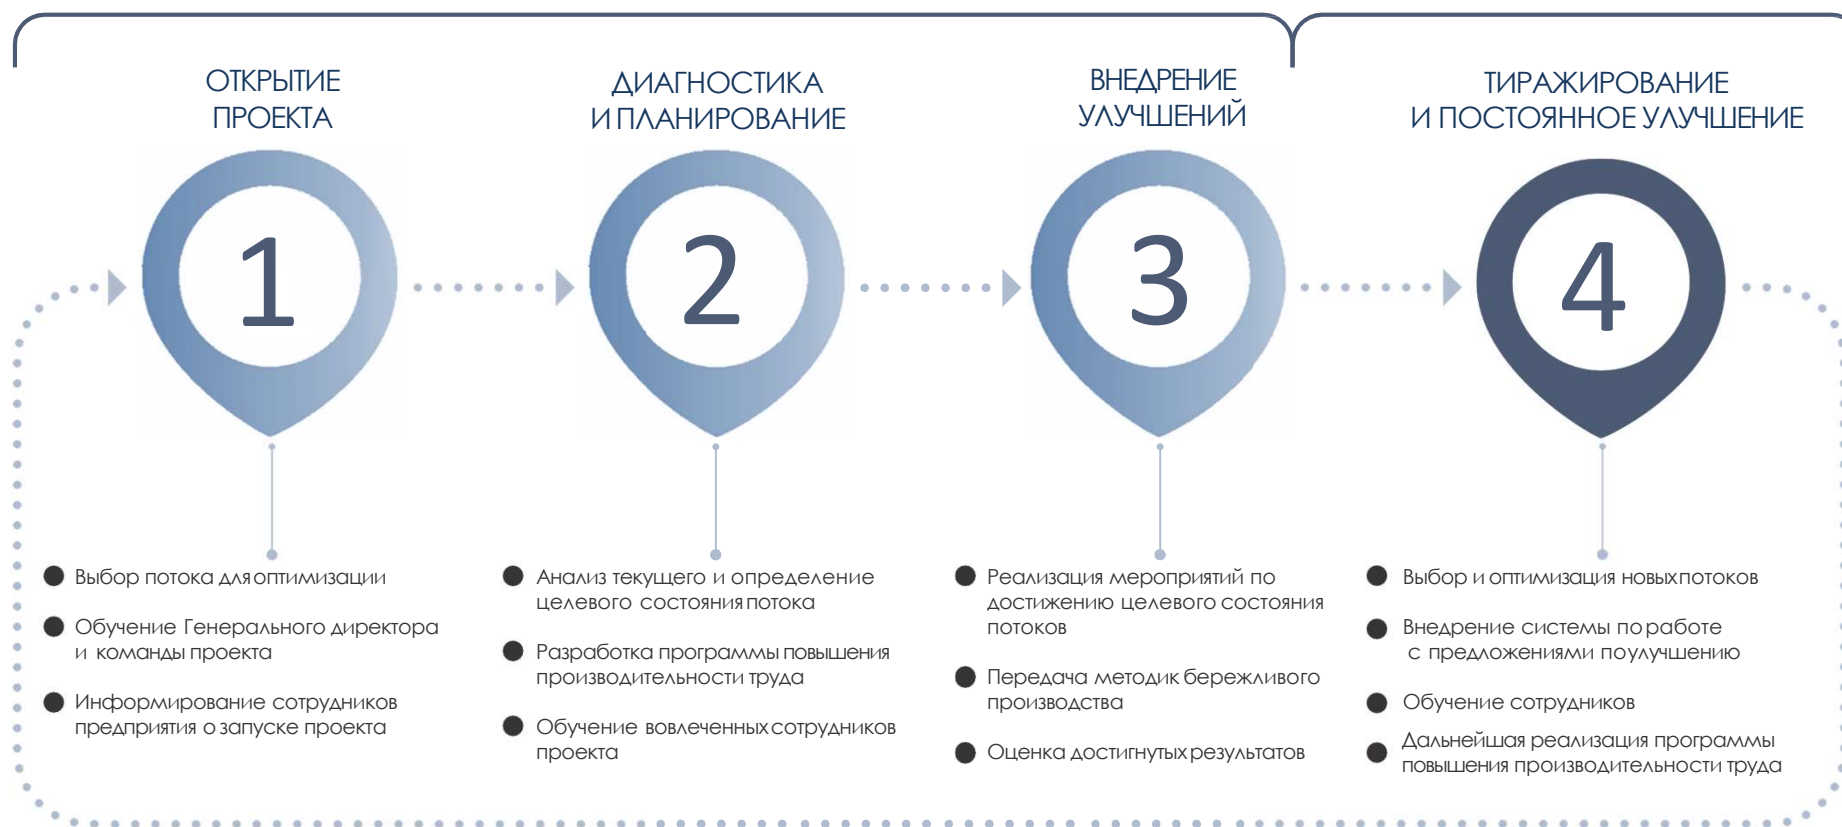 ОТКРЫТИЕ
ПРОЕКТА
1
Выбор потока для оптимизации
Обучение Генерального директора
и команды проекта
Информирование сотрудников
предприятия о запуске проекта
ДИАГНОСТИКА
И ПЛАНИРОВАНИЕ
2
Анализ текущего и определение
целевого состояния потока
Разработка программы повышения
производительности труда
Обучение вовлеченных сотрудников
проекта
ВНЕДРЕНИЕ
УЛУЧШЕНИЙ
3
Реализация мероприятий по
достижению целевого состояния
потоков
Передача методик бережливого
производства
Оценка достигнутых результатов
ТИРАЖИРОВАНИЕ
И ПОСТОЯННОЕ УЛУЧШЕНИЕ
4
Выбор и оптимизация новых потоков
Внедрение системы по работе
с предложениями по улучшению
Обучение сотрудников
Дальнейшая реализация программы
повышения производительности труда